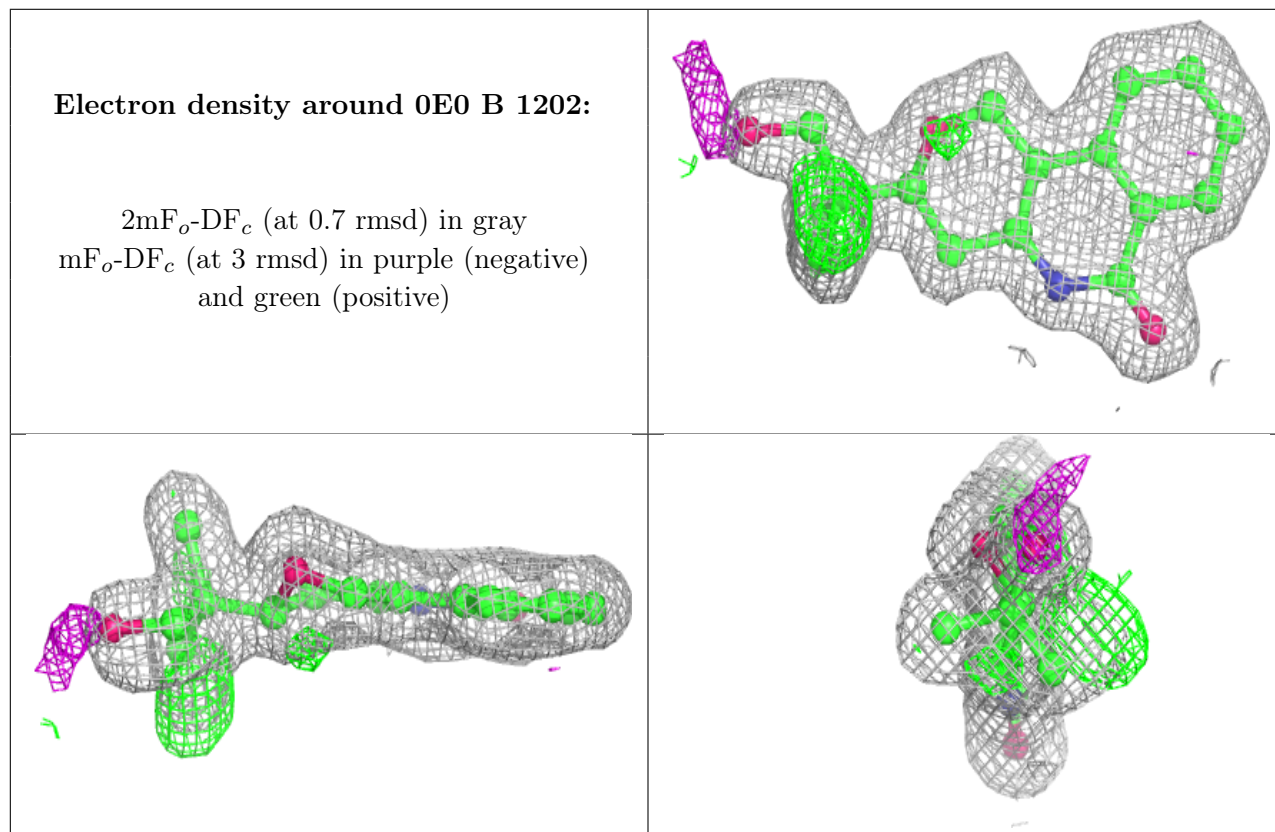 Electron density around 0E0 B 1202:
2mFo-DFc (at 0.7 rmsd) in gray
mFo-DFc (at 3 rmsd) in purple (negative)
and green (positive)